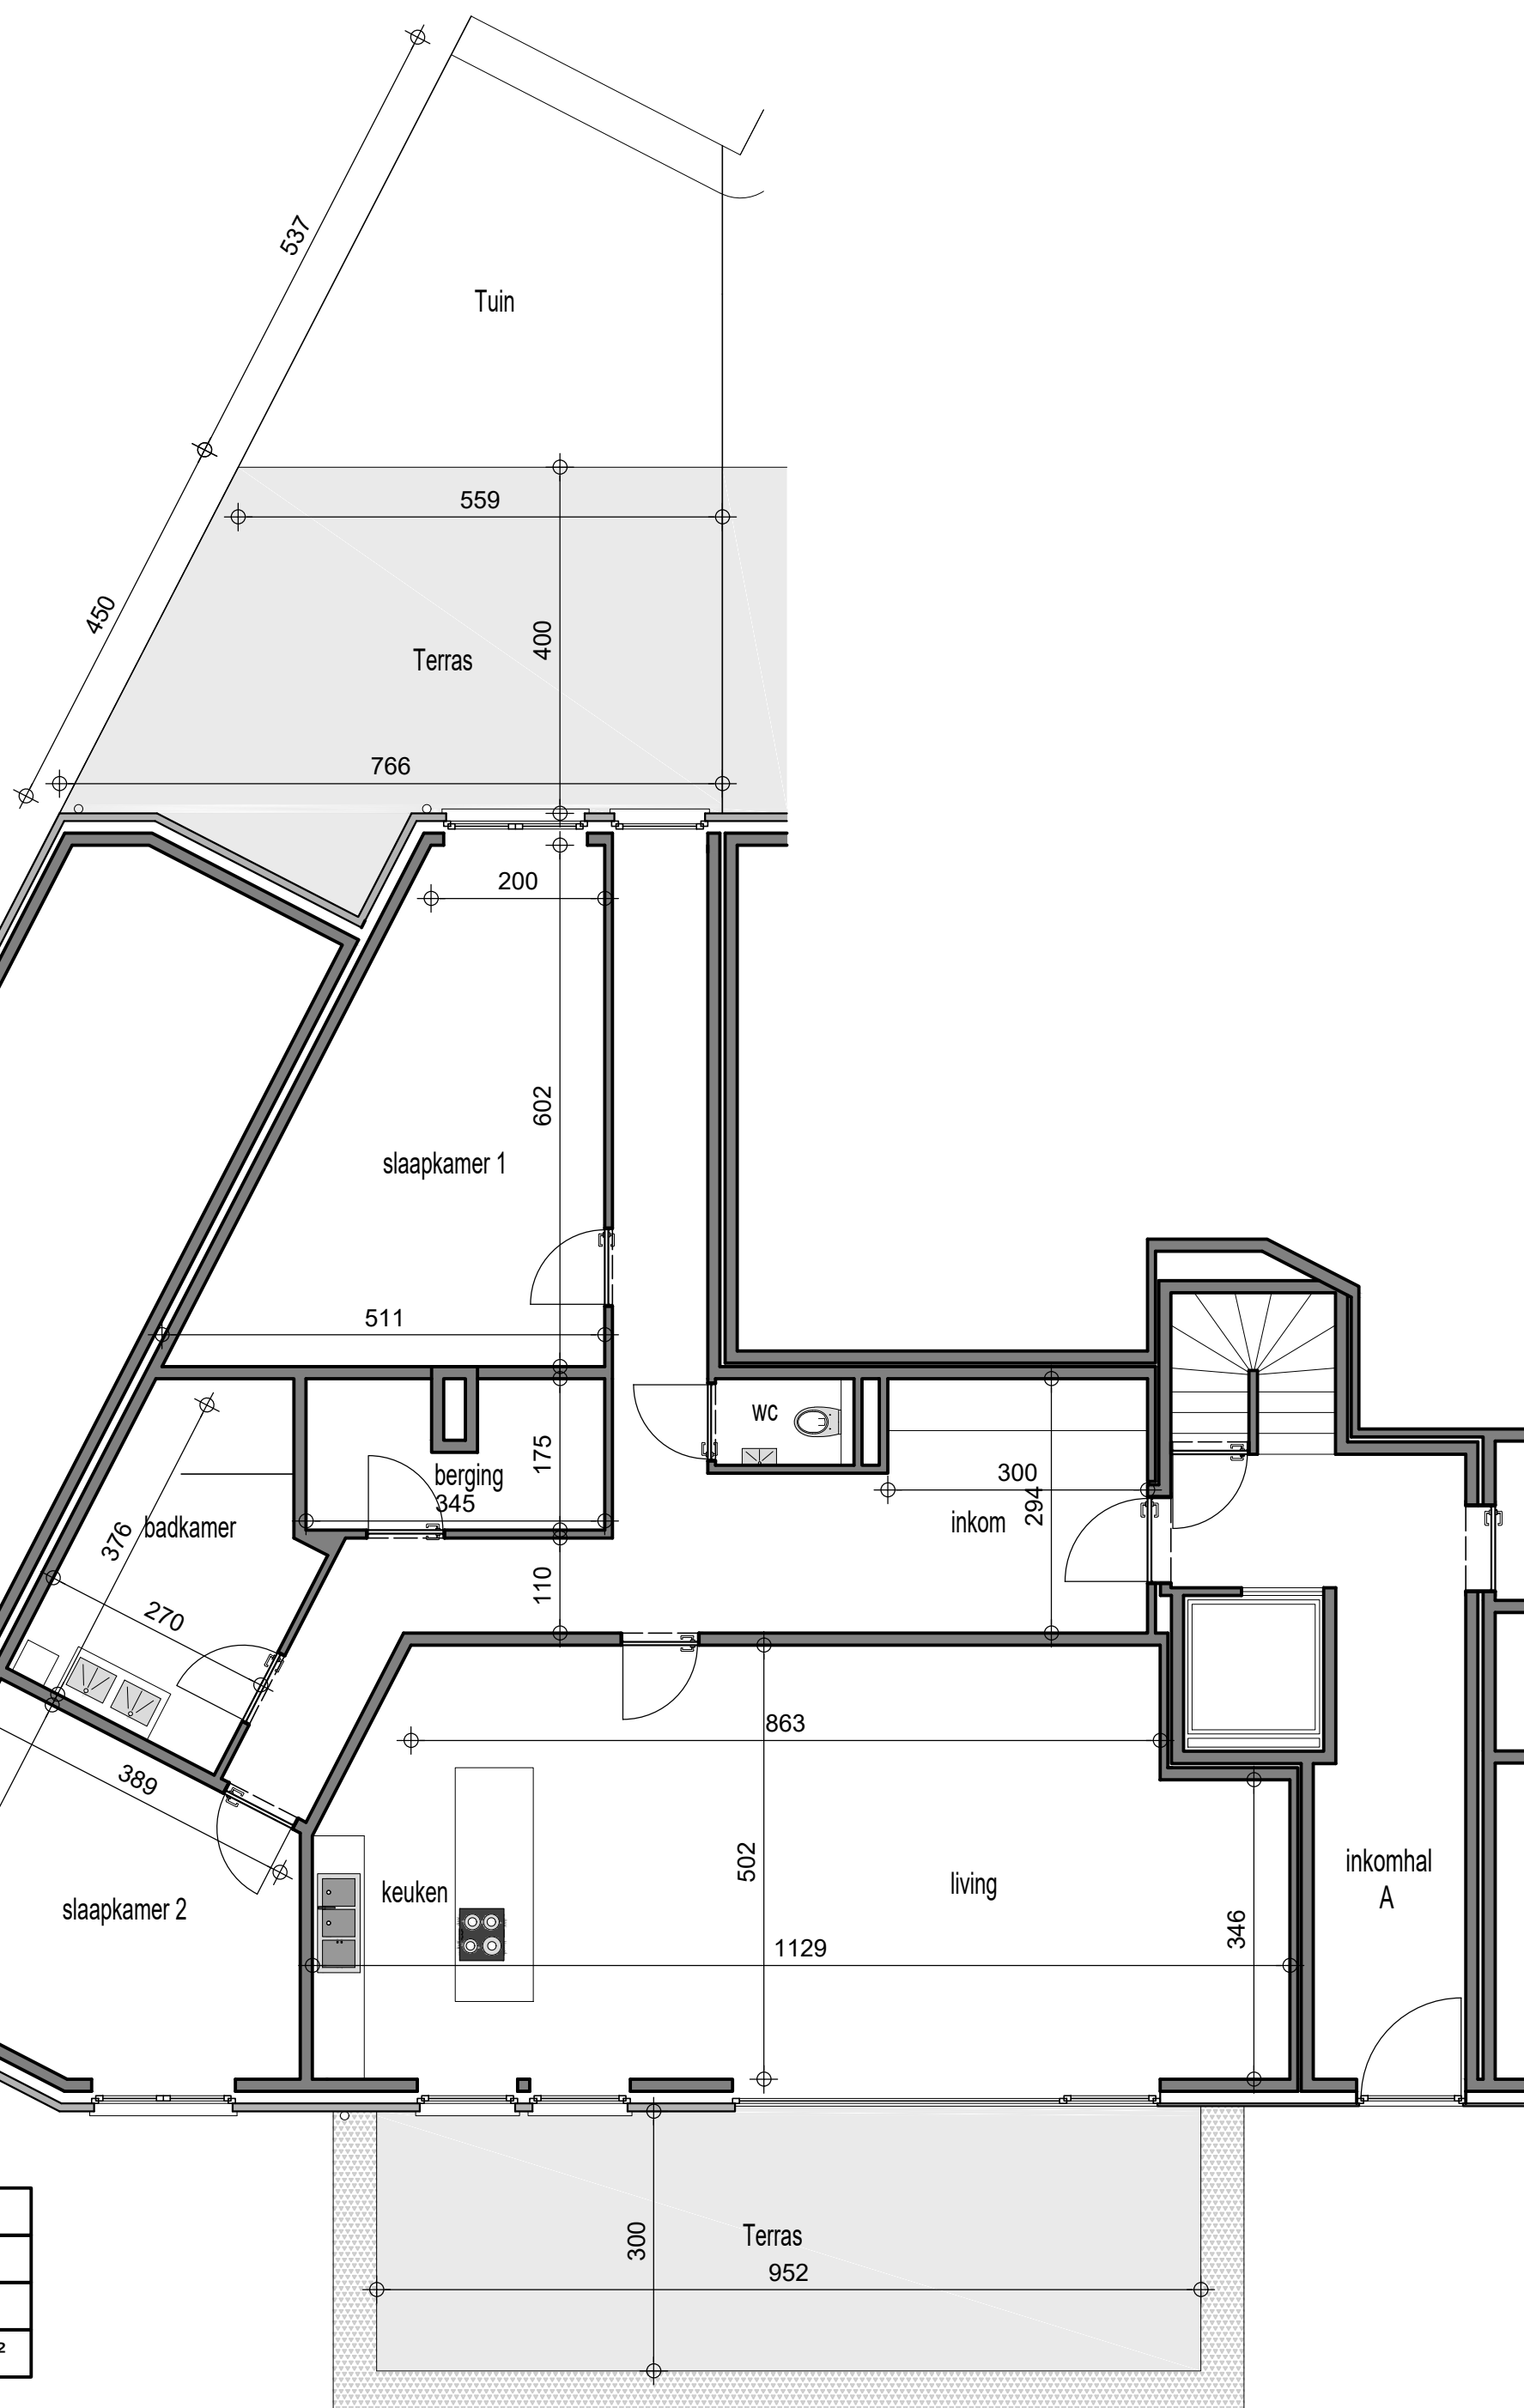 537
Tuin
559
450
400
Terras
766
200
602
slaapkamer 1
511
wc
175
berging
345
300
294
inkom
badkamer
376
110
270
863
389
502
keuken
living
inkomhal
A
slaapkamer 2
346
1129
300
Terras
952
2